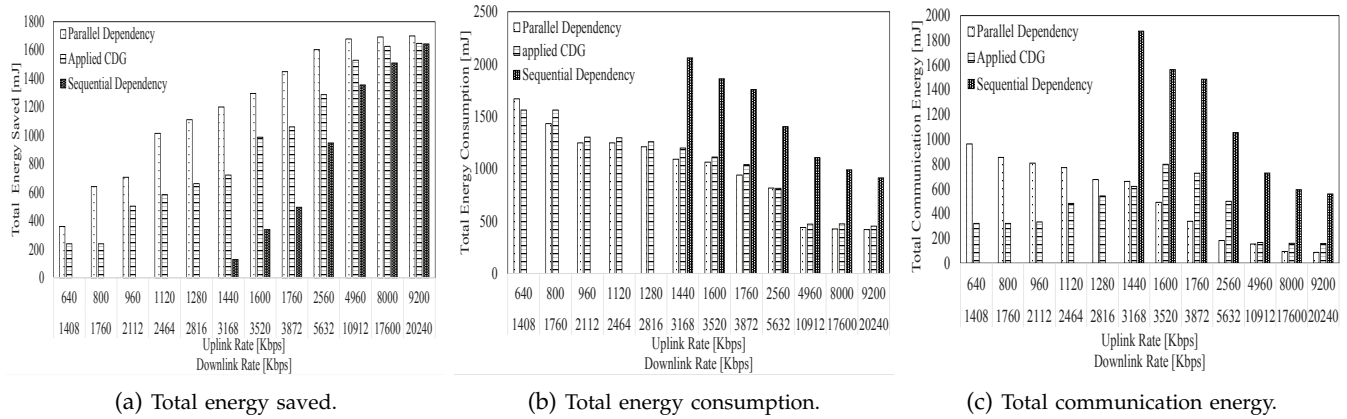 1800
1600
1400
1200
1000
800
600
400
200
0
Total Energy Saved [mJ]
Parallel Dependency
Applied CDG
Sequential Dependency
640 800 960 1120 1280 1440 1600 1760 2560 4960 8000 9200
1408 1760 2112 2464 2816 3168 3520 3872 5632 10912 17600 20240
Uplink Rate [Kbps]
Downlink Rate [Kbps]
(a) Total energy saved.
2500
2000
1500
1000
500
0
Total Energy Consumption [mJ]
Parallel Dependency
applied CDG
Sequential Dependency
640 800 960 1120 1280 1440 1600 1760 2560 4960 8000 9200
1408 1760 2112 2464 2816 3168 3520 3872 5632 10912 17600 20240
Uplink Rate [Kbps]
Downlink Rate [Kbps]
(b) Total energy consumption.
2000
1800
1600
1400
1200
1000
800
600
400
200
0
Total Communication Energy [mJ]
Parallel Dependency
Applied CDG
Sequential Dependency
640 800 960 1120 1280 1440 1600 1760 2560 4960 8000 9200
1408 1760 2112 2464 2816 3168 3520 3872 5632 10912 17600 20240
Uplink Rate [Kbps]
Downlink Rate [Kbps]
(c) Total communication energy.